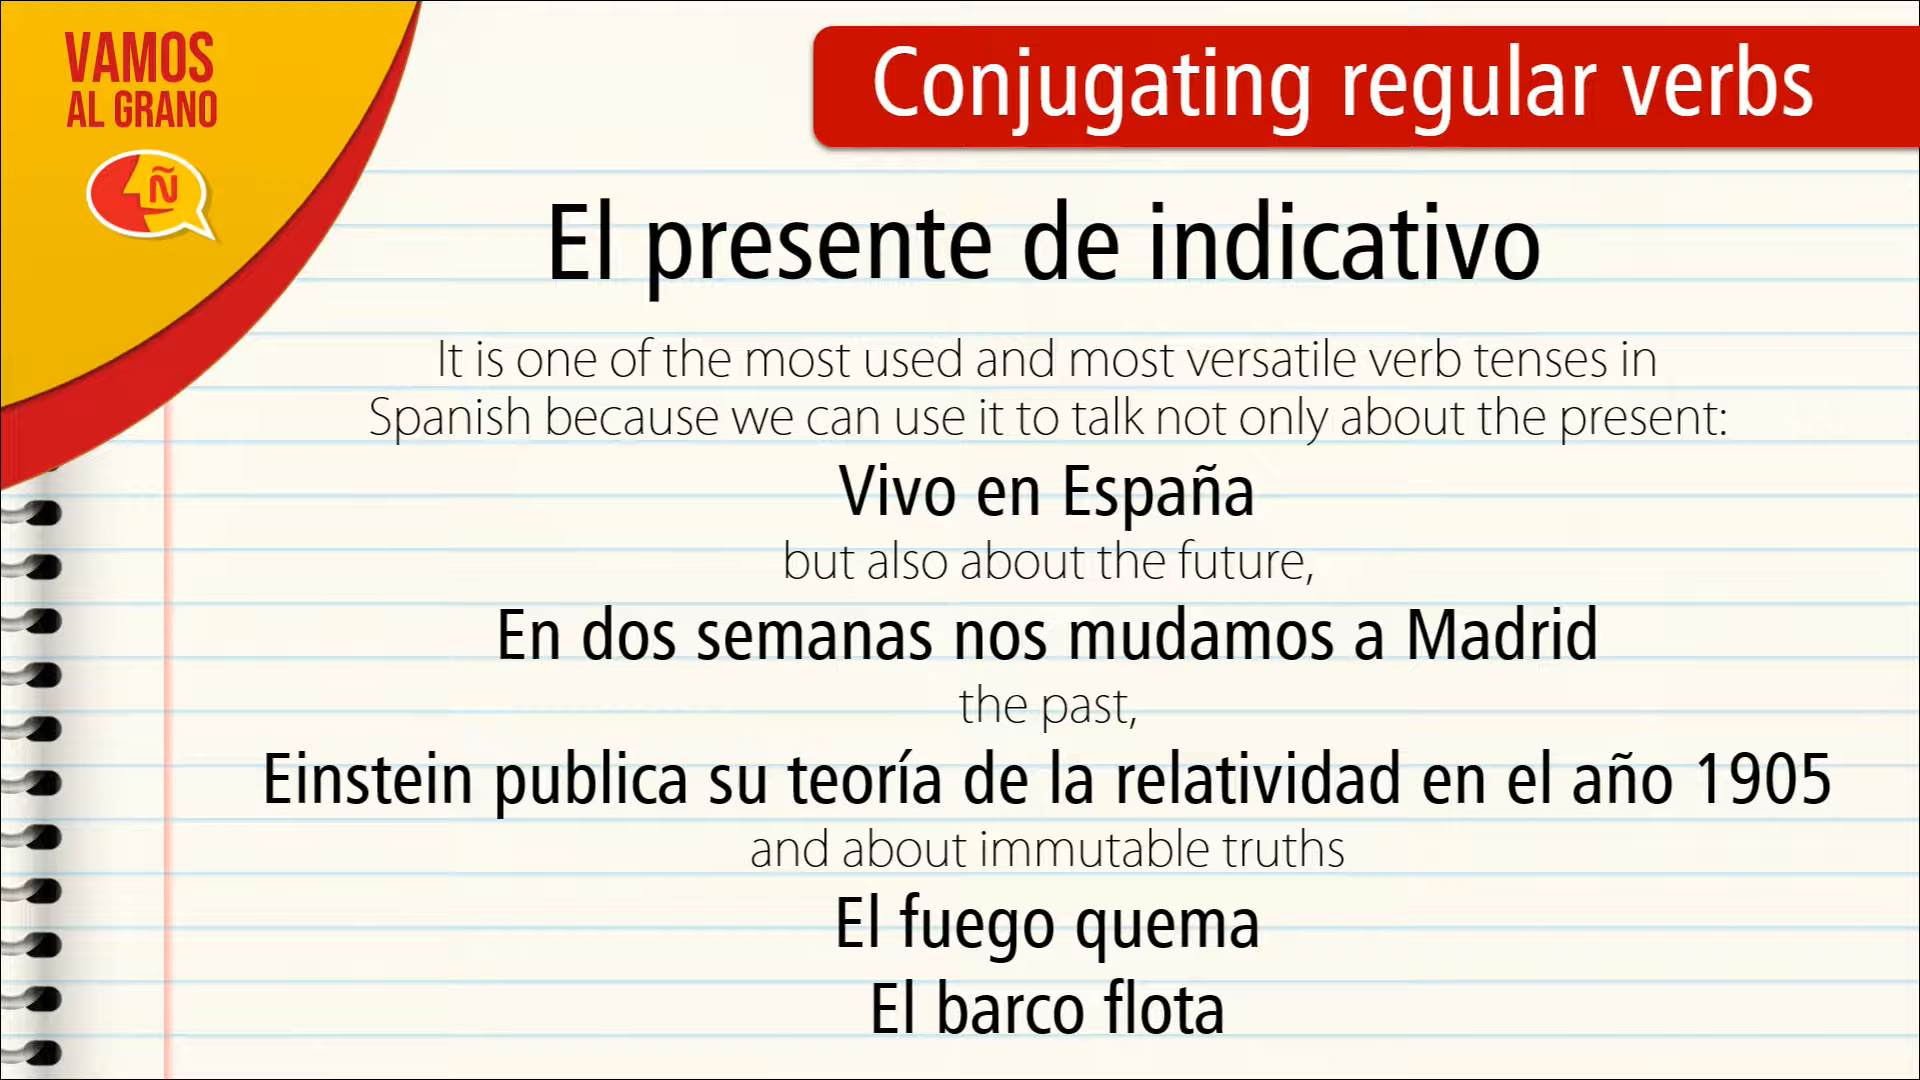 VAMOS
AL GRANO
Ñ
Conjugating regular verbs
El presente de indicativo
It is one of the most used and most versatile verb tenses in
Spanish because we can use it to talk not only about the present:
Vivo en España
but also about the future,
En dos semanas nos mudamos a Madrid
the past,
Einstein publica su teoría de la relatividad en el año 1905
and about immutable truths
El fuego quema
El barco flota